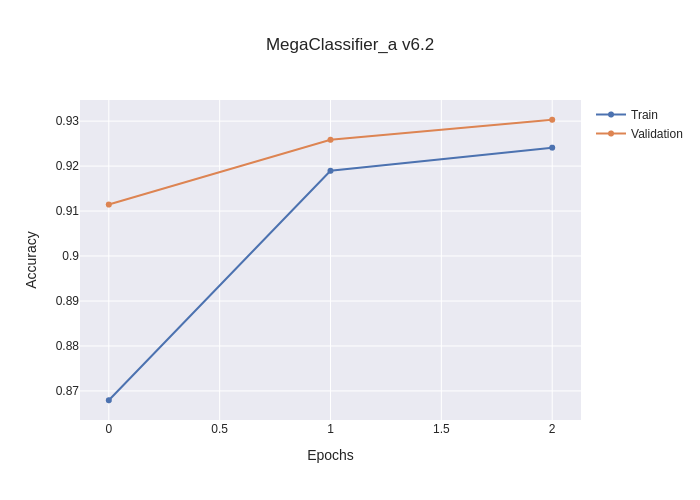 MegaClassifier_a v6.2
Train
Validation
0.93
0.92
0.91
0.9
0.89
0.88
0.87
Accuracy
0
0.5
1
1.5
2
Epochs